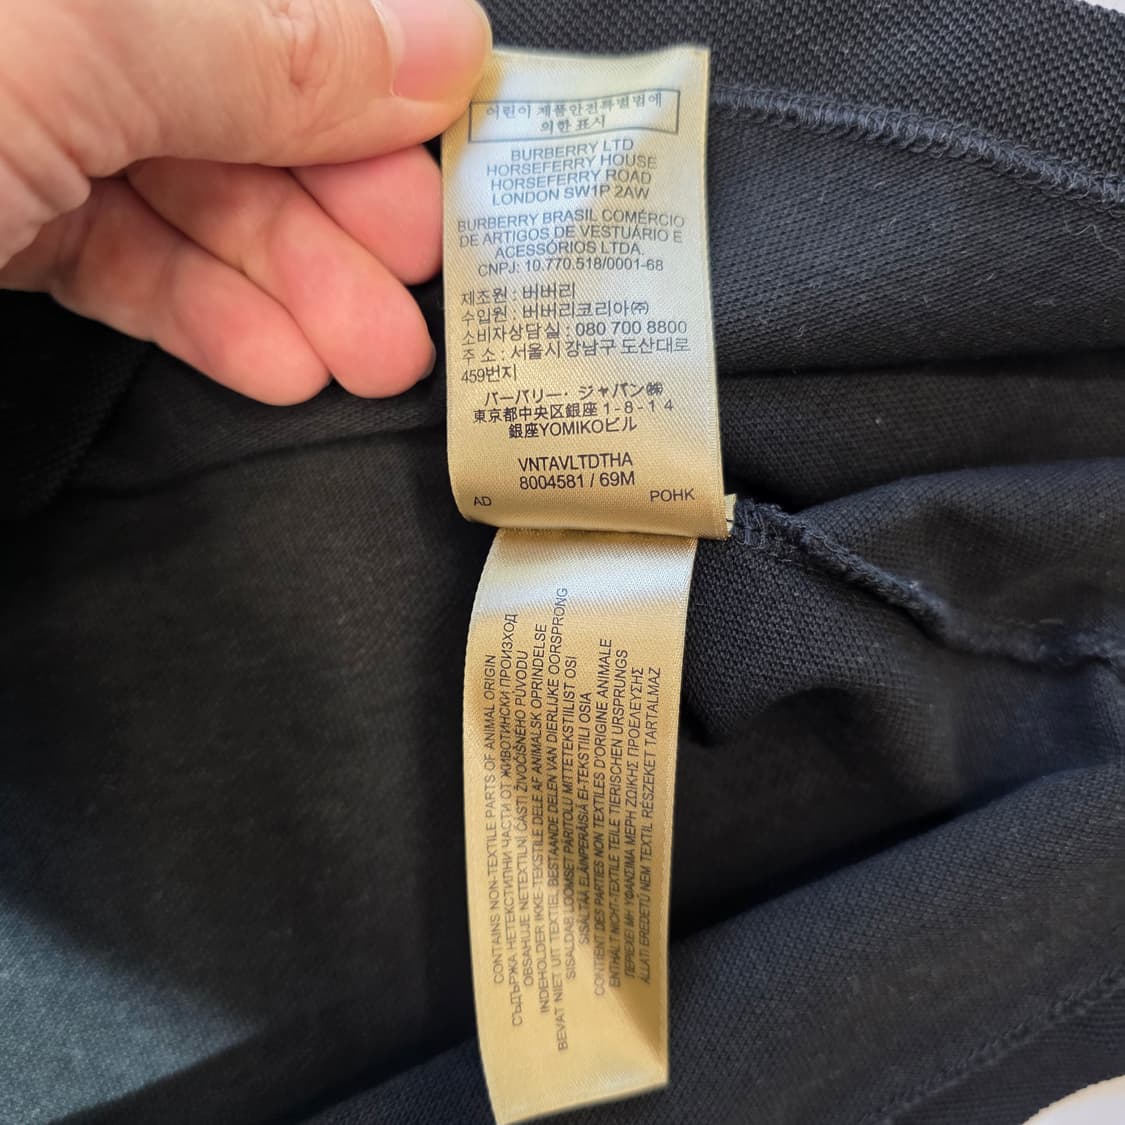 어린이 제품안전특별법에
의한 표시
BURBERRY LTD
HORSEFERRY HOUSE
HORSEFERRY ROAD
LONDON SW1P 2AW
BURBERRY BRASIL COMÉRCIO
DE ARTIGOS DE VESTUÁRIO E
ACESSÓRIOS LTDA.
CNPJ: 10.770.518/0001-68
제조원 : 버버리
수입원 : 버버리코리아㈜
소비자상담실 : 080 700 8800
주 소 : 서울시 강남구 도산대로
459번지
バーバリー・ジャパン㈱
東京都中央区銀座1-8-14
銀座YOMIKOビル
VNTAVLTDTHA
8004581 / 69M
AD POHK
CONTAINS NON-TEXTILE PARTS OF ANIMAL ORIGIN
СЪДЪРЖА НЕТЕКСТИЛНИ ЧАСТИ ОТ ЖИВОТИНСКИ ПРОИЗХОД
OBSAHUJE NETEXTILNÍ ČÁSTI ŽIVOČIŠNÉHO PŮVODU
INDEHOLDER IKKE-TEKSTILE DELE AF ANIMALSK OPRINDELSE
BEVAT NIET UIT TEXTIEL BESTAANDE DELEN VAN DIERLIJKE OORSPRONG
SISALDAB LOOMSET PÄRITOLU MITTETEKSTIILIST OSI
SISÄLTÄÄ ELÄINPERÄISIÄ EI-TEKSTIILI OSIA
CONTIENT DES PARTIES NON TEXTILES D'ORIGINE ANIMALE
ENTHÄLT NICHT-TEXTILE TEILE TIERISCHEN URSPRUNGS
ΠΕΡΙΕΧΕΙ ΜΗ ΥΦΑΝΣΙΜΑ ΜΕΡΗ ΖΩΙΚΗΣ ΠΡΟΕΛΕΥΣΗΣ
ÁLLATI EREDETŰ NEM TEXTIL RÉSZEKET TARTALMAZ